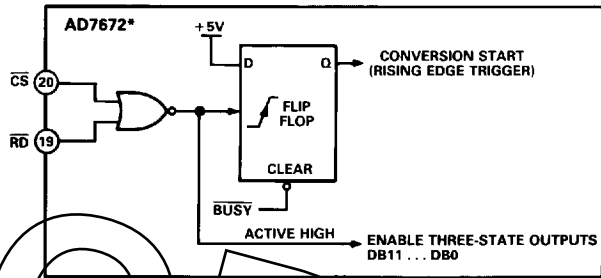 AD7672*
+5V
D
Q
CONVERSION START
(RISING EDGE TRIGGER)
CS
20
FLIP
FLOP
RD
19
CLEAR
BUSY
ACTIVE HIGH
ENABLE THREE-STATE OUTPUTS
DB11 ... DB0